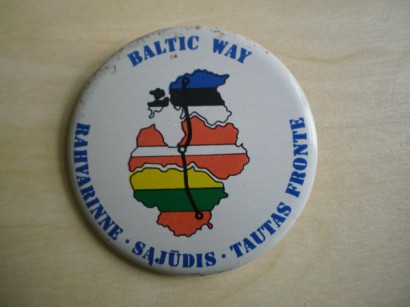 BALTIC WAY
RAHVARINNE · SĄJŪDIS · TAUTAS FRONTE